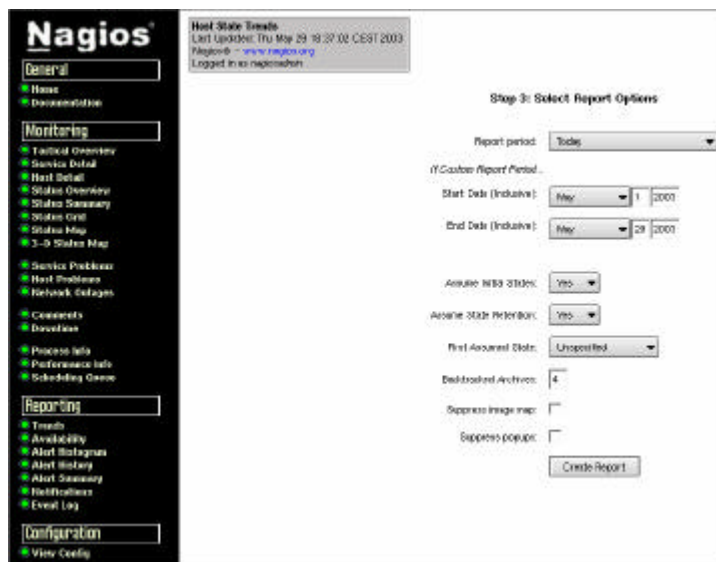 Nagios®
General
Home
Documentation
Monitoring
Tactical Overview
Service Detail
Host Detail
Status Overview
Status Summary
Status Grid
Status Map
3-D Status Map
Service Problems
Host Problems
Network Outages
Comments
Downtime
Process Info
Performance Info
Scheduling Queue
Reporting
Trends
Availability
Alert Histogram
Alert History
Alert Summary
Notifications
Event Log
Configuration
View Config
Host State Trends
Last Updated: Thu May 29 18:37:02 CEST 2003
Nagios® - www.nagios.org
Logged in as nagiosadmin
Step 3: Select Report Options
Report period: Today
If Custom Report Period...
Start Date (Inclusive): May 1 2003
End Date (Inclusive): May 29 2003
Assume Initial States: Yes
Assume State Retention: Yes
First Assumed State: Unspecified
Backtracked Archives: 4
Suppress image map:
Suppress popups:
Create Report